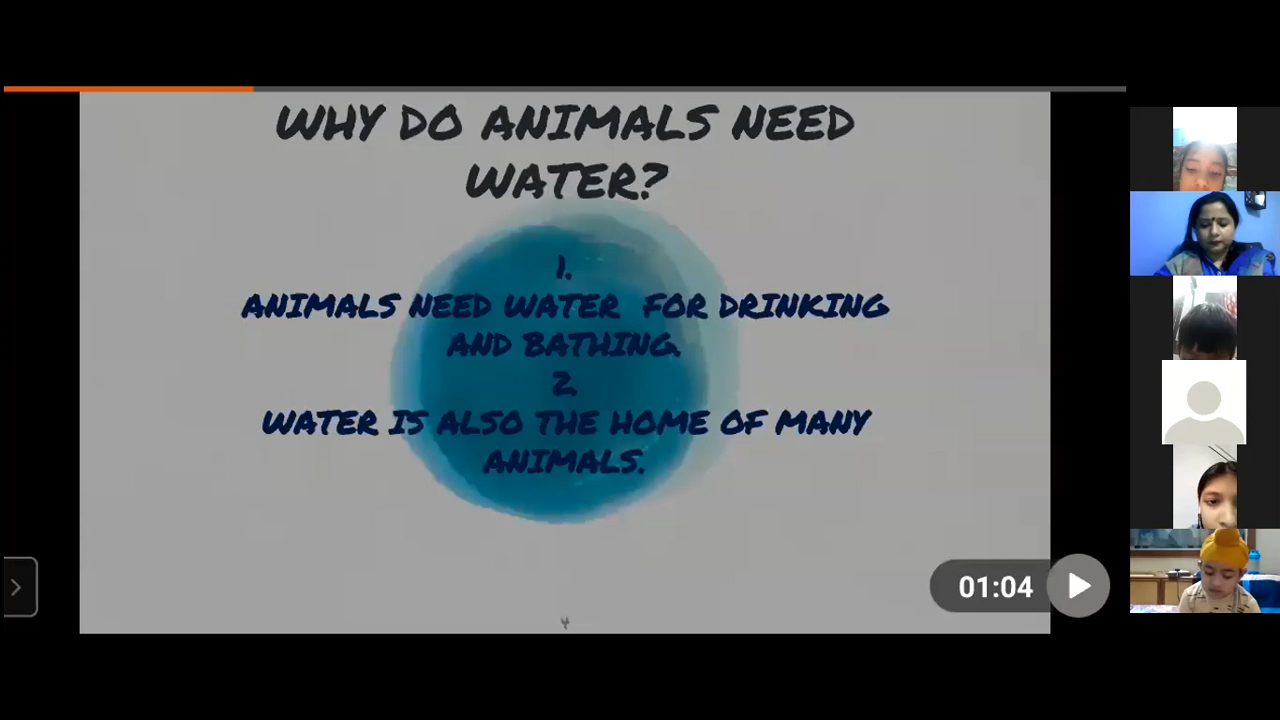 WHY DO ANIMALS NEED
WATER?
1.
ANIMALS NEED WATER FOR DRINKING
AND BATHING.
2.
WATER IS ALSO THE HOME OF MANY
ANIMALS.
01:04
4